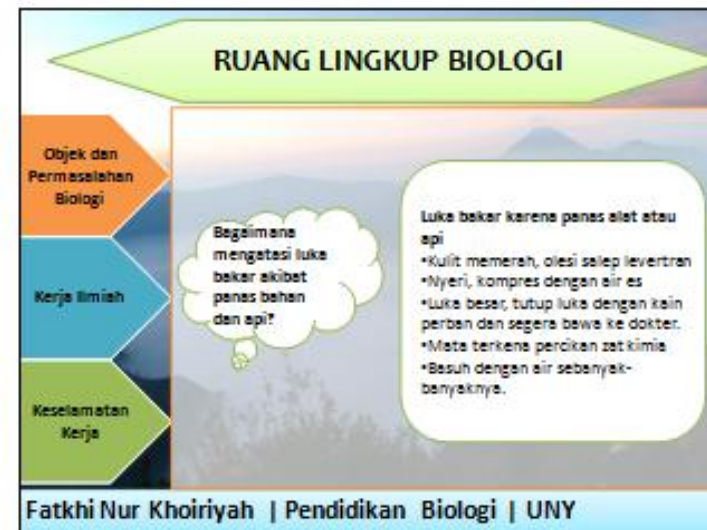 RUANG LINGKUP BIOLOGI
Objek dan
Permasalahan
Biologi
Kerja Ilmiah
Keselamatan
Kerja
Bagaimana
mengatasi luka
bakar akibat
panas bahan
dan api?
Luka bakar karena panas alat atau
api
•Kulit memerah, olesi salep levertran
•Nyeri, kompres dengan air es
•Luka besar, tutup luka dengan kain
perban dan segera bawa ke dokter.
•Mata terkena percikan zat kimia
•Basuh dengan air sebanyak-
banyaknya.
Fatkhi Nur Khoiriyah | Pendidikan Biologi | UNY